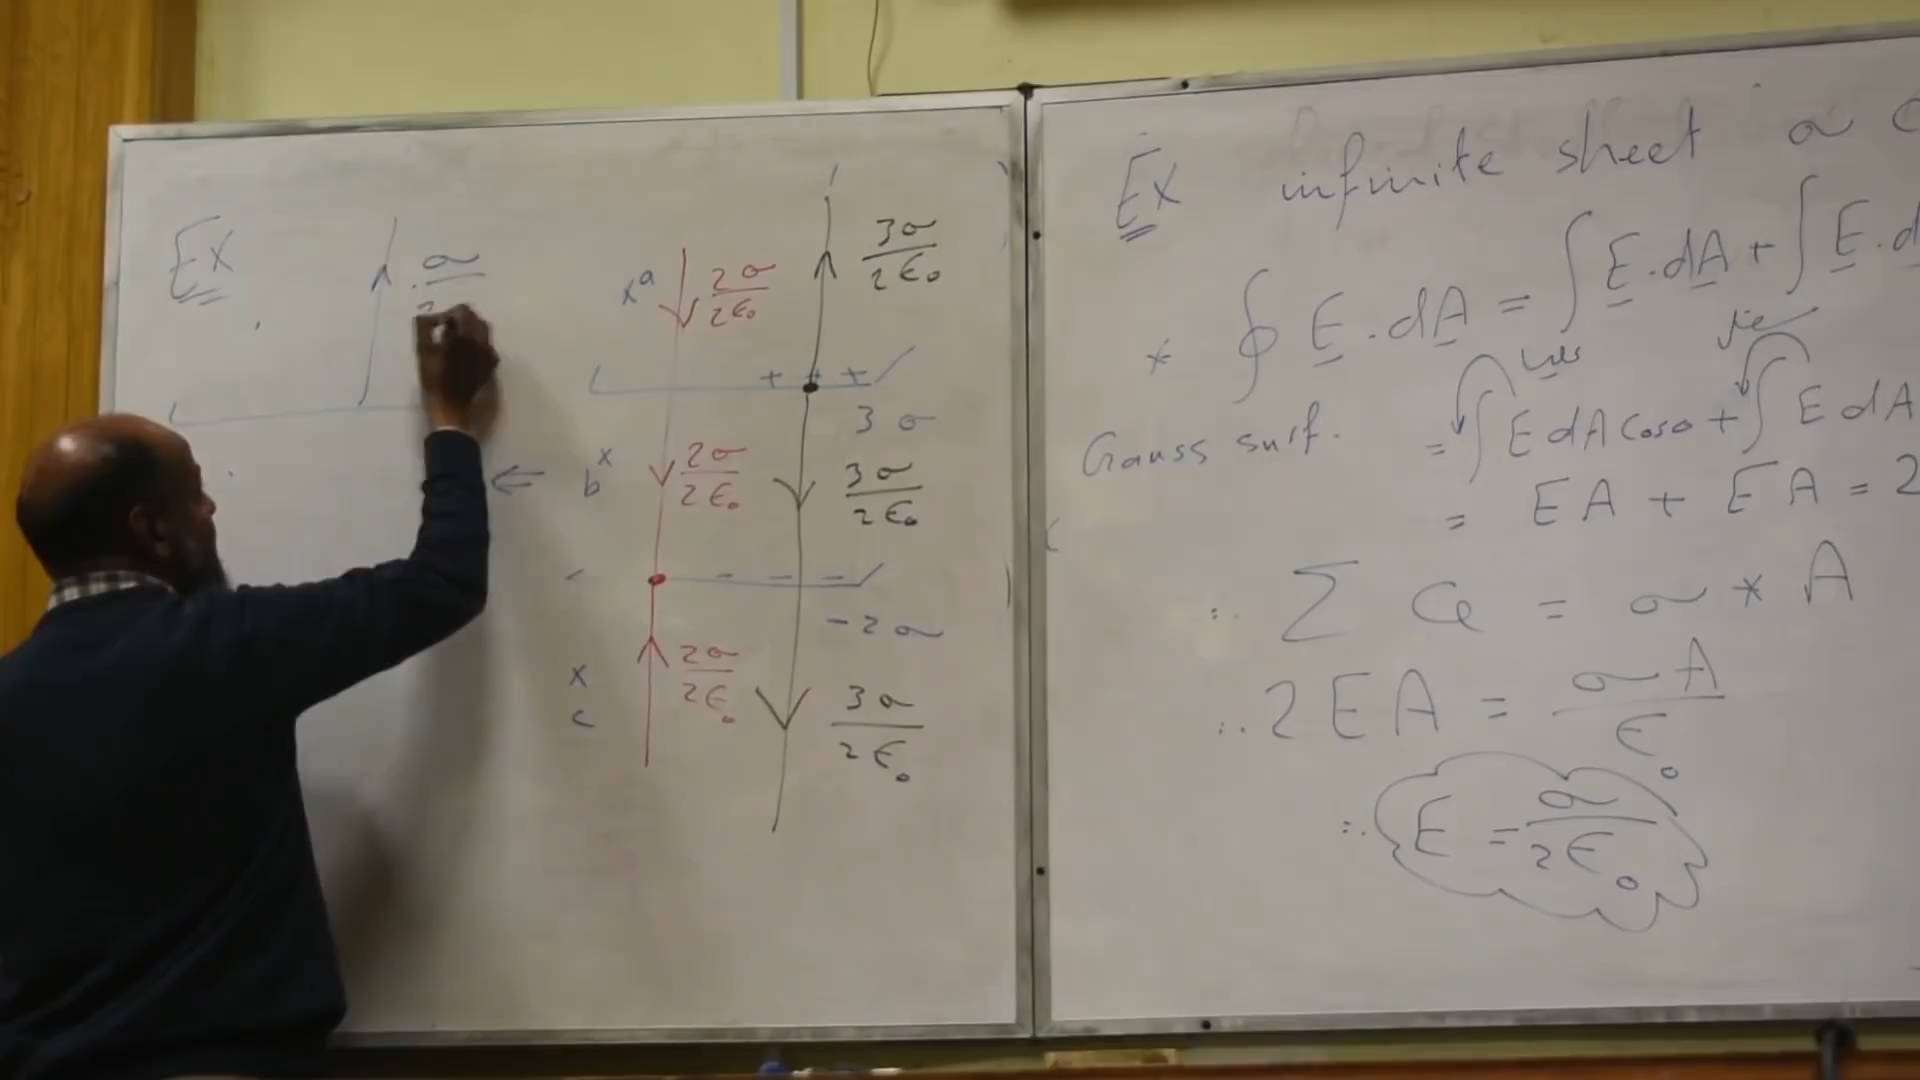 Ex
σ
2
x a
2σ/2ε₀
3σ/2ε₀
+ + +
3σ
x b
2σ/2ε₀
3σ/2ε₀
- - -
-2σ
x c
2σ/2ε₀
3σ/2ε₀
Ex infinite sheet σ
* ∮ E . dA = ∫ E . dA + ∫ E . d
Gauss surf. = ∫ E dA cosθ + ∫ E dA
= EA + EA = 2
∴ Σ Q = σ * A
∴ 2EA = σA/ε₀
∴ E = σ/2ε₀